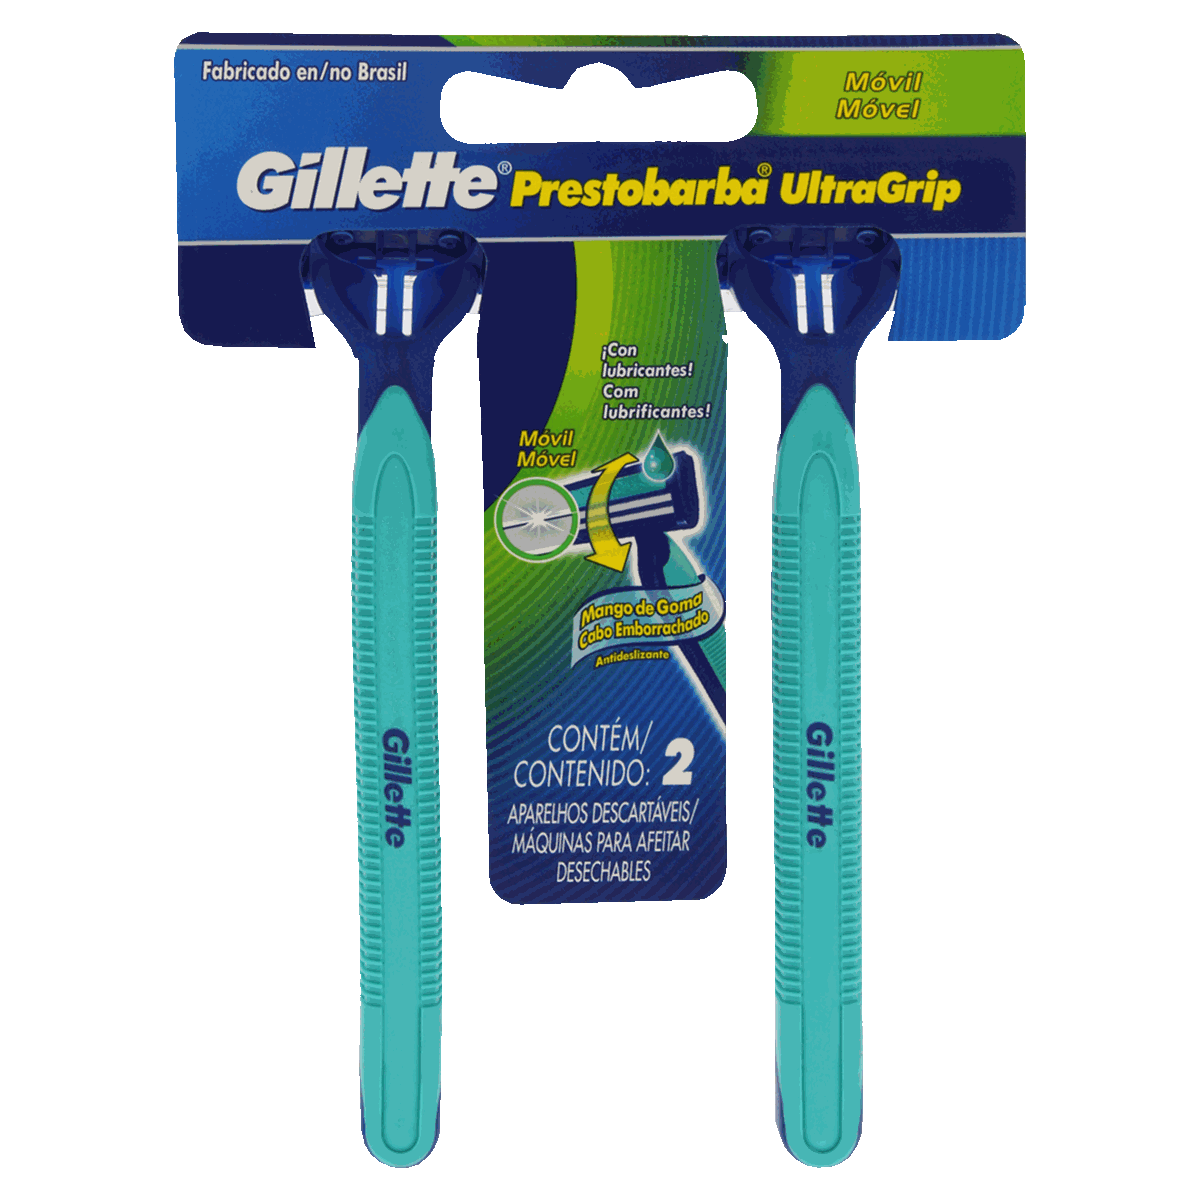 Fabricado en/no Brasil
Móvil
Móvel
Gillette® Prestobarba® UltraGrip
¡Con
lubricantes!
Com
lubrificantes!
Móvil
Móvel
Mango de Goma
Cabo Emborrachado
Antideslizante
CONTÉM/
CONTENIDO: 2
APARELHOS DESCARTÁVEIS/
MÁQUINAS PARA AFEITAR
DESECHABLES
Gillette
Gillette